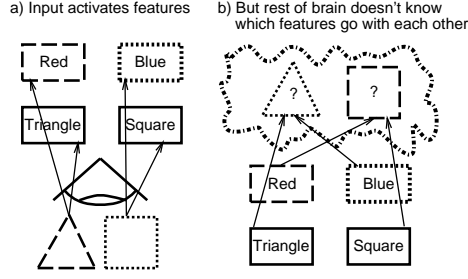 a) Input activates features
Red
Blue
Triangle
Square
b) But rest of brain doesn't know
which features go with each other
?
?
Red
Blue
Triangle
Square